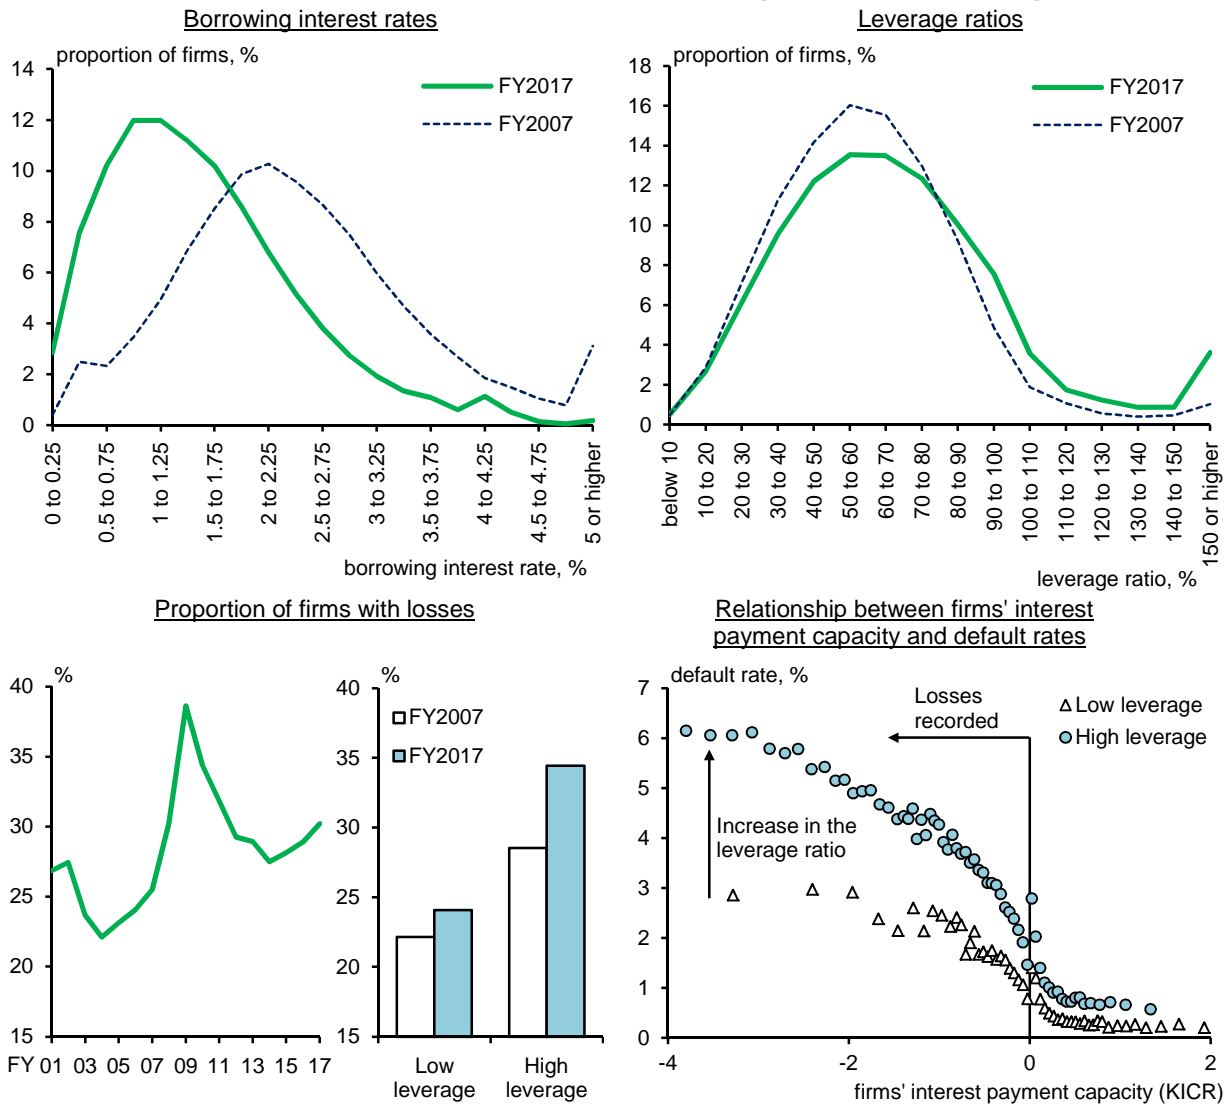 Borrowing interest rates
proportion of firms, %
14
12
10
8
6
4
2
0
FY2017
FY2007
0 to 0.25
0.5 to 0.75
1 to 1.25
1.5 to 1.75
2 to 2.25
2.5 to 2.75
3 to 3.25
3.5 to 3.75
4 to 4.25
4.5 to 4.75
5 or higher
borrowing interest rate, %
Leverage ratios
proportion of firms, %
18
16
14
12
10
8
6
4
2
0
FY2017
FY2007
below 10
10 to 20
20 to 30
30 to 40
40 to 50
50 to 60
60 to 70
70 to 80
80 to 90
90 to 100
100 to 110
110 to 120
120 to 130
130 to 140
140 to 150
150 or higher
leverage ratio, %
Proportion of firms with losses
%
40
35
30
25
20
15
FY 01 03 05 07 09 11 13 15 17
%
40
35
30
25
20
15
FY2007
FY2017
Low
leverage
High
leverage
Relationship between firms' interest
payment capacity and default rates
default rate, %
7
6
5
4
3
2
1
0
Losses
recorded
Low leverage
High leverage
Increase in the
leverage ratio
-4 -2 0 2
firms' interest payment capacity (KICR)